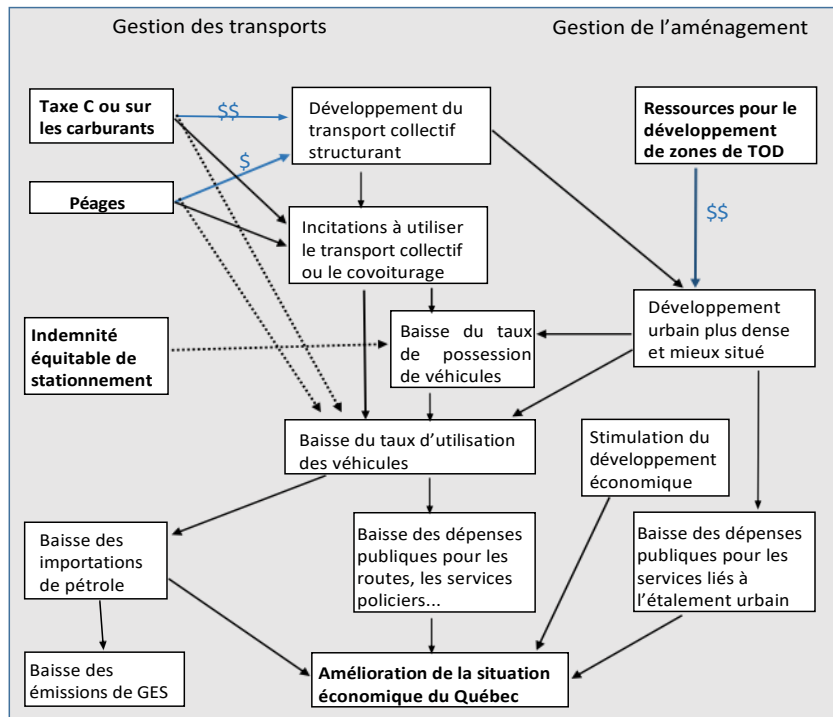 Gestion des transports
Gestion de l’aménagement
Taxe C ou sur
les carburants
$$
Développement du
transport collectif
structurant
Ressources pour le
développement
de zones de TOD
$
Péages
$$
Incitations à utiliser
le transport collectif
ou le covoiturage
Indemnité
équitable de
stationnement
Baisse du taux
de possession
de véhicules
Développement
urbain plus dense
et mieux situé
Baisse du taux d’utilisation
des véhicules
Stimulation du
développement
économique
Baisse des
importations
de pétrole
Baisse des dépenses
publiques pour les
routes, les services
policiers...
Baisse des dépenses
publiques pour les
services liés à
l’étalement urbain
Baisse des
émissions de GES
Amélioration de la situation
économique du Québec